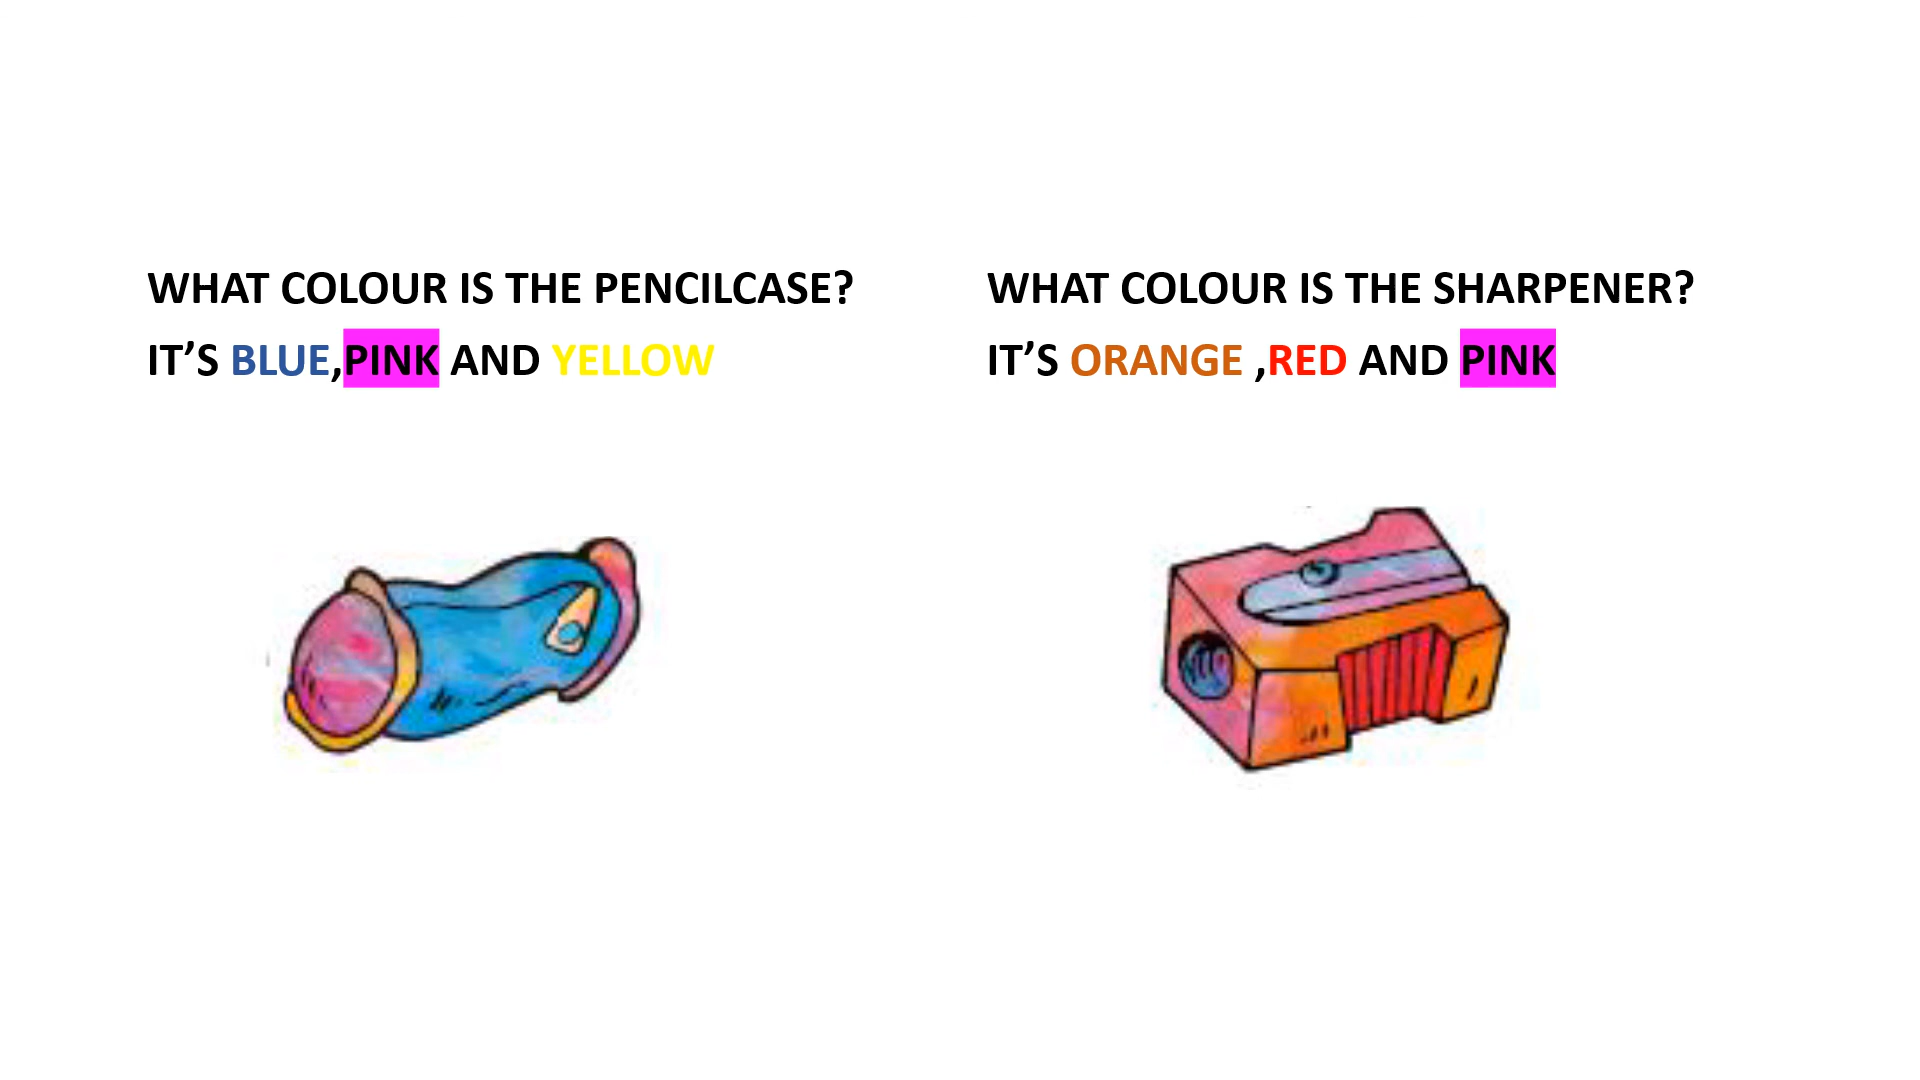 WHAT COLOUR IS THE PENCILCASE?
IT’S BLUE,PINK AND YELLOW
WHAT COLOUR IS THE SHARPENER?
IT’S ORANGE ,RED AND PINK